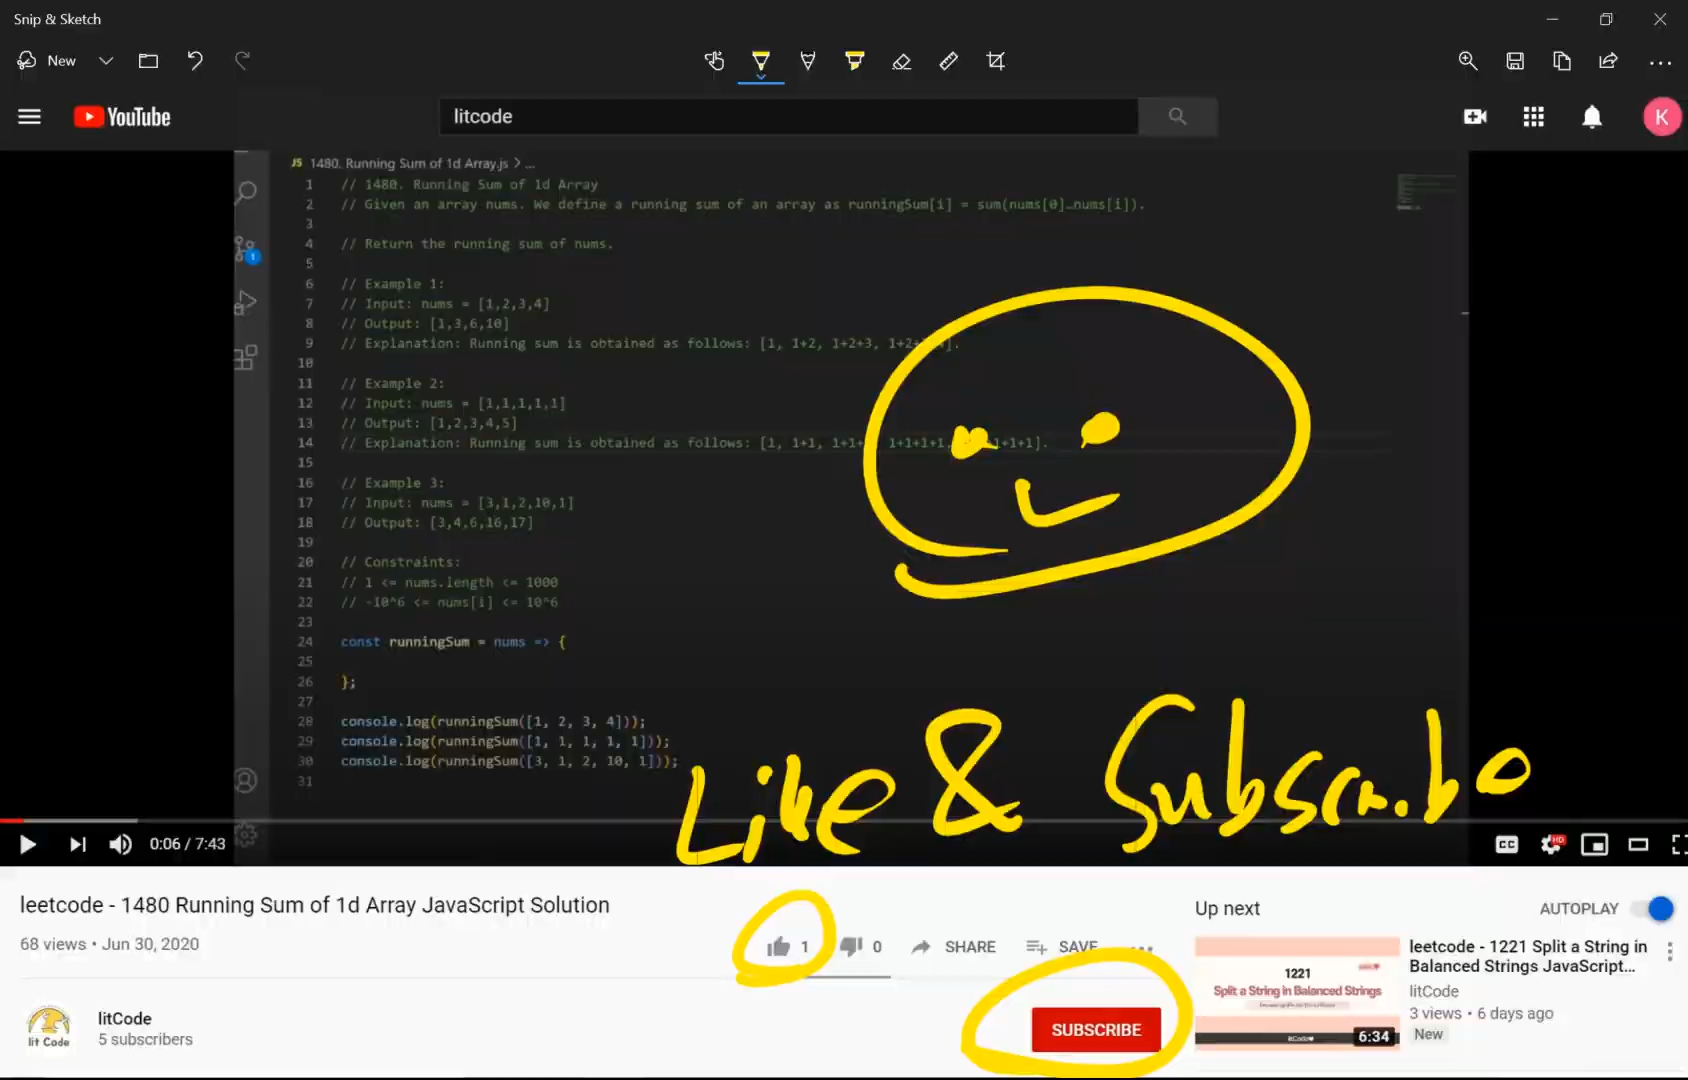 Snip & Sketch
New
YouTube
litcode
K
JS 1480. Running Sum of 1d Array.js > ...
1 // 1480. Running Sum of 1d Array
2 // Given an array nums. We define a running sum of an array as runningSum[i] = sum(nums[0]…nums[i]).
3
4 // Return the running sum of nums.
5
6 // Example 1:
7 // Input: nums = [1,2,3,4]
8 // Output: [1,3,6,10]
9 // Explanation: Running sum is obtained as follows: [1, 1+2, 1+2+3, 1+2+
10
11 // Example 2:
12 // Input: nums = [1,1,1,1,1]
13 // Output: [1,2,3,4,5]
14 // Explanation: Running sum is obtained as follows: [1, 1+1, 1+1+ 1+1+1+1, 1+1+1].
15
16 // Example 3:
17 // Input: nums = [3,1,2,10,1]
18 // Output: [3,4,6,16,17]
19
20 // Constraints:
21 // 1 <= nums.length <= 1000
22 // -10^6 <= nums[i] <= 10^6
23
24 const runningSum = nums => {
25
26 };
27
28 console.log(runningSum([1, 2, 3, 4]));
29 console.log(runningSum([1, 1, 1, 1, 1]));
30 console.log(runningSum([3, 1, 2, 10, 1]));
31
Like & Subscribe
0:06 / 7:43
CC
HD
leetcode - 1480 Running Sum of 1d Array JavaScript Solution
68 views • Jun 30, 2020
1
0
SHARE
SAVE
lit Code
litCode
5 subscribers
SUBSCRIBE
Up next
AUTOPLAY
1221
Split a String in Balanced Strings
litCode
6:34
leetcode - 1221 Split a String in
Balanced Strings JavaScript...
litCode
3 views • 6 days ago
New